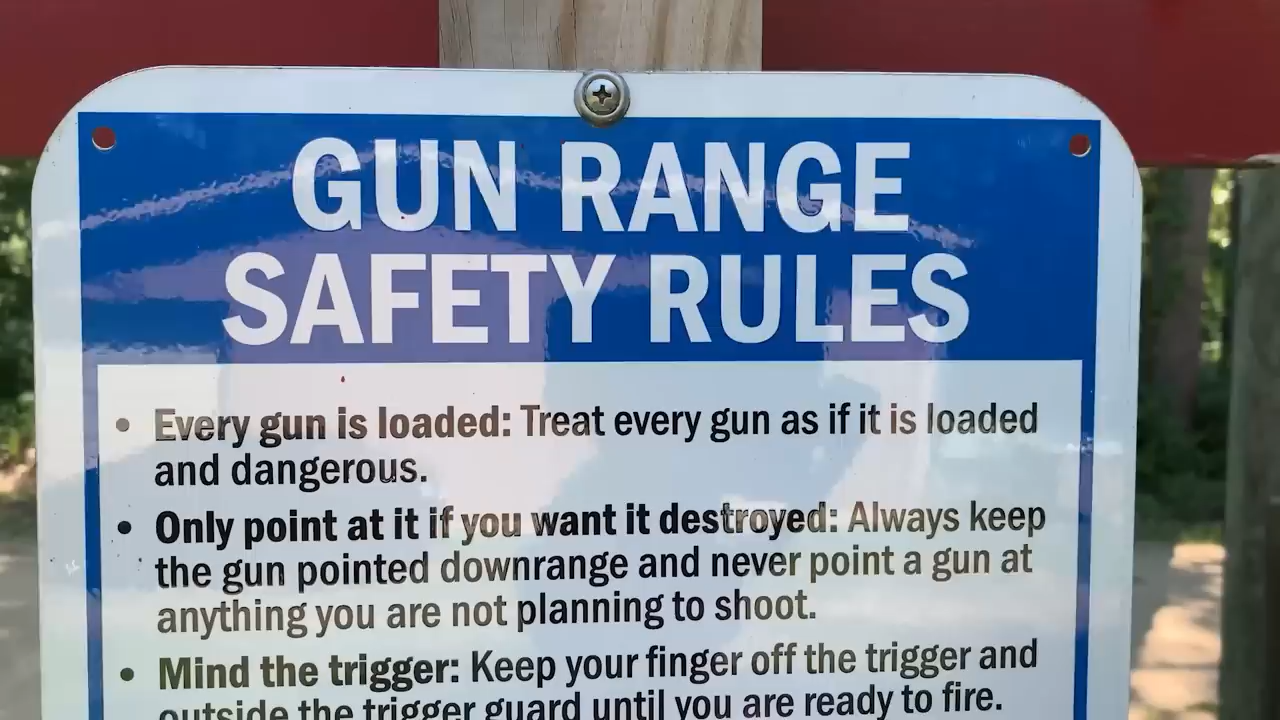 GUN RANGE
SAFETY RULES
• Every gun is loaded: Treat every gun as if it is loaded
and dangerous.
• Only point at it if you want it destroyed: Always keep
the gun pointed downrange and never point a gun at
anything you are not planning to shoot.
• Mind the trigger: Keep your finger off the trigger and
outside the trigger guard until you are ready to fire.